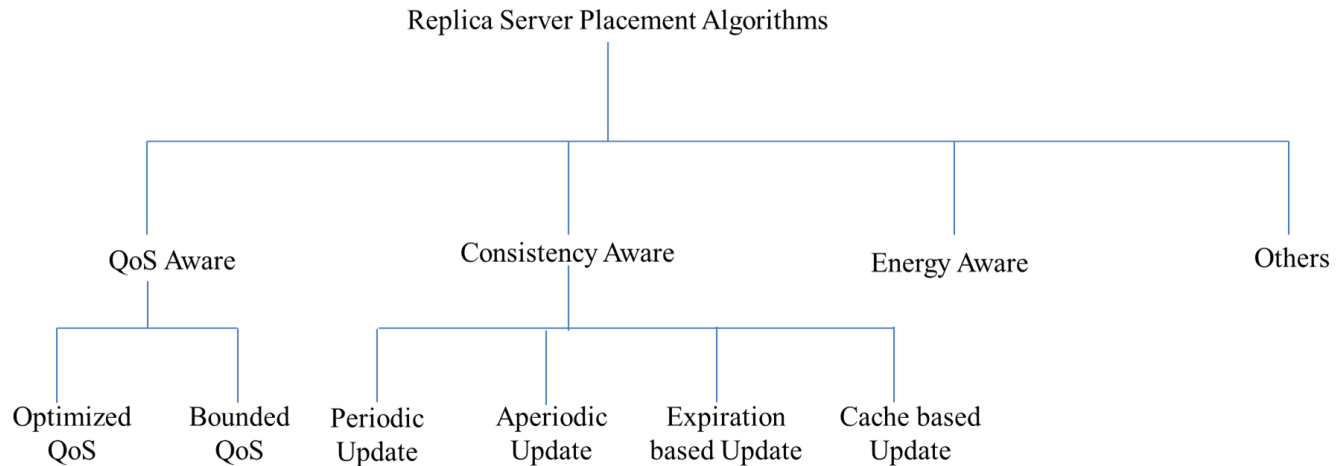 Replica Server Placement Algorithms
QoS Aware
Consistency Aware
Energy Aware
Others
Optimized
QoS
Bounded
QoS
Periodic
Update
Aperiodic
Update
Expiration
based Update
Cache based
Update